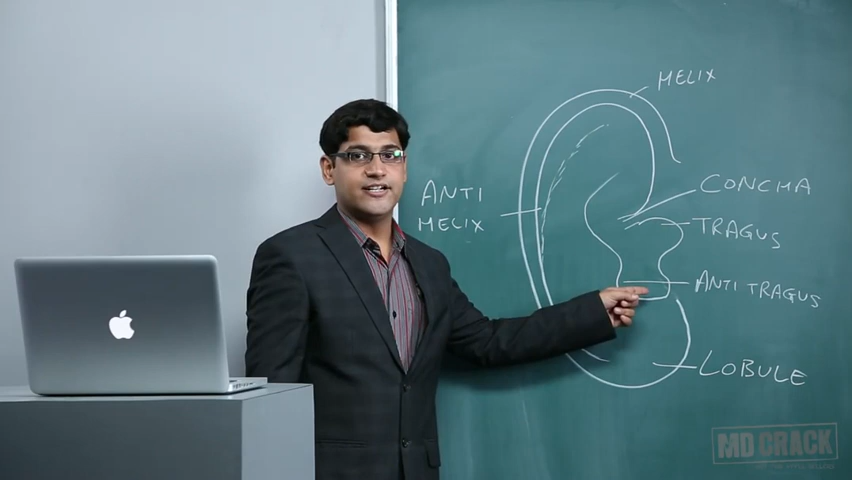 HELIX
CONCHA
ANTI
HELIX
TRAGUS
ANTI TRAGUS
LOBULE
MD CRACK